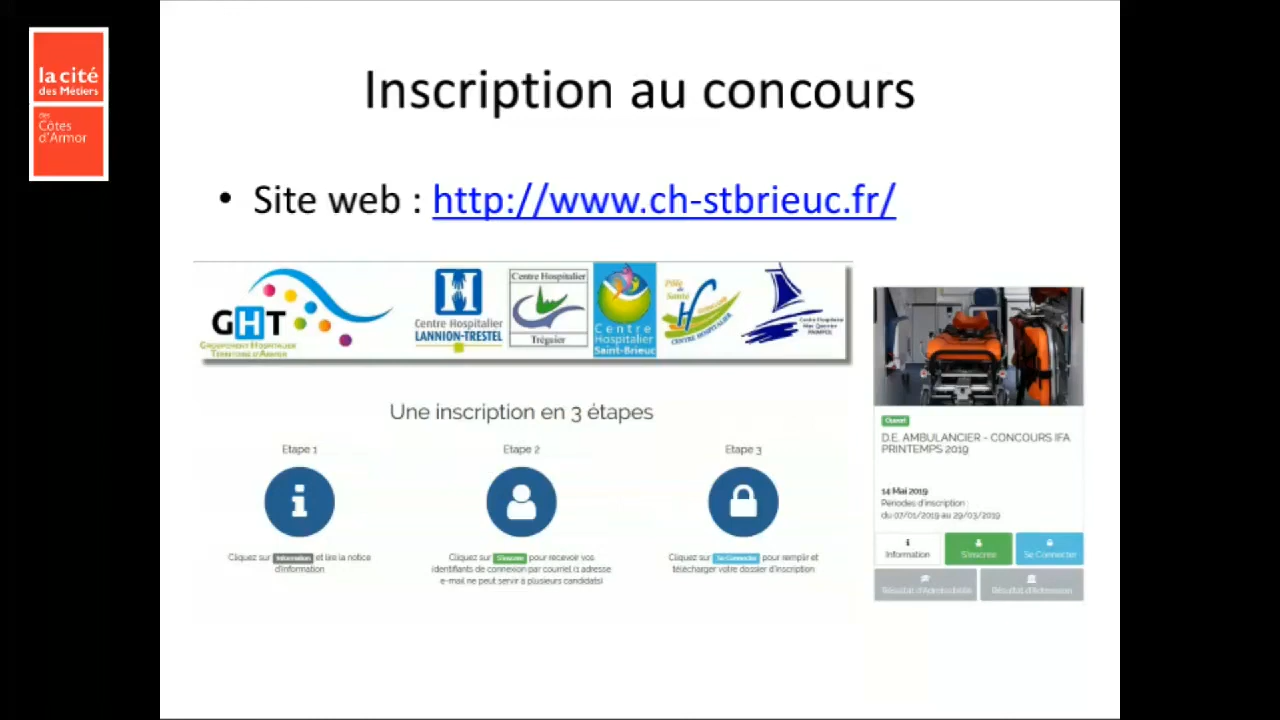 la cité
des Métiers
des
Côtes
d'Armor
Inscription au concours
• Site web : http://www.ch-stbrieuc.fr/
GHT
GROUPEMENT HOSPITALIER
TERRITOIRE D'ARMOR
Centre Hospitalier
LANNION-TRESTEL
Centre Hospitalier
Tréguier
Centre
Hospitalier
Saint-Brieuc
Pôle de
Santé
CENTRE HOSPITALIER
Centre Hospitalier
PAIMPOL
Une inscription en 3 étapes
Etape 1
Etape 2
Etape 3
Cliquez sur Information et lire la notice
d'information
Cliquez sur S'inscrire pour recevoir vos
identifiants de connexion par courriel (1 adresse
e-mail ne peut servir à plusieurs candidats)
Cliquez sur Se Connecter pour remplir et
télécharger votre dossier d'inscription
Ouvert
D.E. AMBULANCIER - CONCOURS IFA
PRINTEMPS 2019
14 Mai 2019
Periodes d'inscription :
du 07/01/2019 au 29/03/2019
Information
S'inscrire
Se Connecter
Résultat d'Admissibilité
Résultat d'Admission